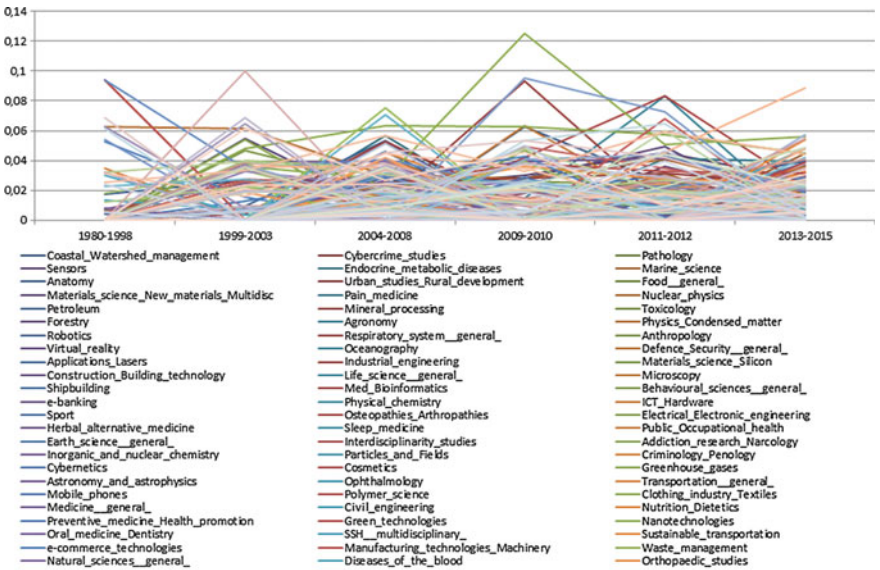 0,14
0,12
0,1
0,08
0,06
0,04
0,02
0
1980-1998 1999-2003 2004-2008 2009-2010 2011-2012 2013-2015
Coastal_Watershed_management Cybercrime_studies Pathology
Sensors Endocrine_metabolic_diseases Marine_science
Anatomy Urban_studies_Rural_development Food__general_
Materials_science_New_materials_Multidisc Pain_medicine Nuclear_physics
Petroleum Mineral_processing Toxicology
Forestry Agronomy Physics_Condensed_matter
Robotics Respiratory_system__general_ Anthropology
Virtual_reality Oceanography Defence_Security__general_
Applications_Lasers Industrial_engineering Materials_science_Silicon
Construction_Building_technology Life_science__general_ Microscopy
Shipbuilding Med_Bioinformatics Behavioural_sciences__general_
e-banking Physical_chemistry ICT_Hardware
Sport Osteopathies_Arthropathies Electrical_Electronic_engineering
Herbal_alternative_medicine Sleep_medicine Public_Occupational_health
Earth_science__general_ Interdisciplinarity_studies Addiction_research_Narcology
Inorganic_and_nuclear_chemistry Particles_and_Fields Criminology_Penology
Cybernetics Cosmetics Greenhouse_gases
Astronomy_and_astrophysics Ophthalmology Transportation__general_
Mobile_phones Polymer_science Clothing_industry_Textiles
Medicine__general_ Civil_engineering Nutrition_Dietetics
Preventive_medicine_Health_promotion Green_technologies Nanotechnologies
Oral_medicine_Dentistry SSH__multidisciplinary_ Sustainable_transportation
e-commerce_technologies Manufacturing_technologies_Machinery Waste_management
Natural_sciences__general_ Diseases_of_the_blood Orthopaedic_studies